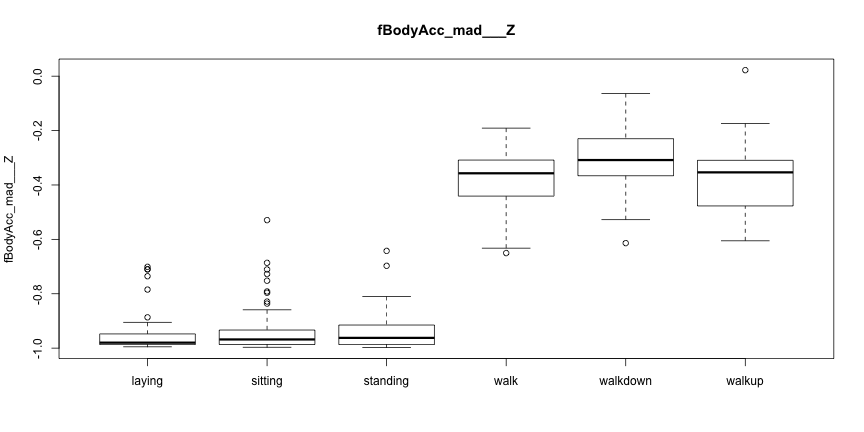 fBodyAcc_mad___Z
fBodyAcc_mad___Z
0.0
-0.2
-0.4
-0.6
-0.8
-1.0
laying sitting standing walk walkdown walkup